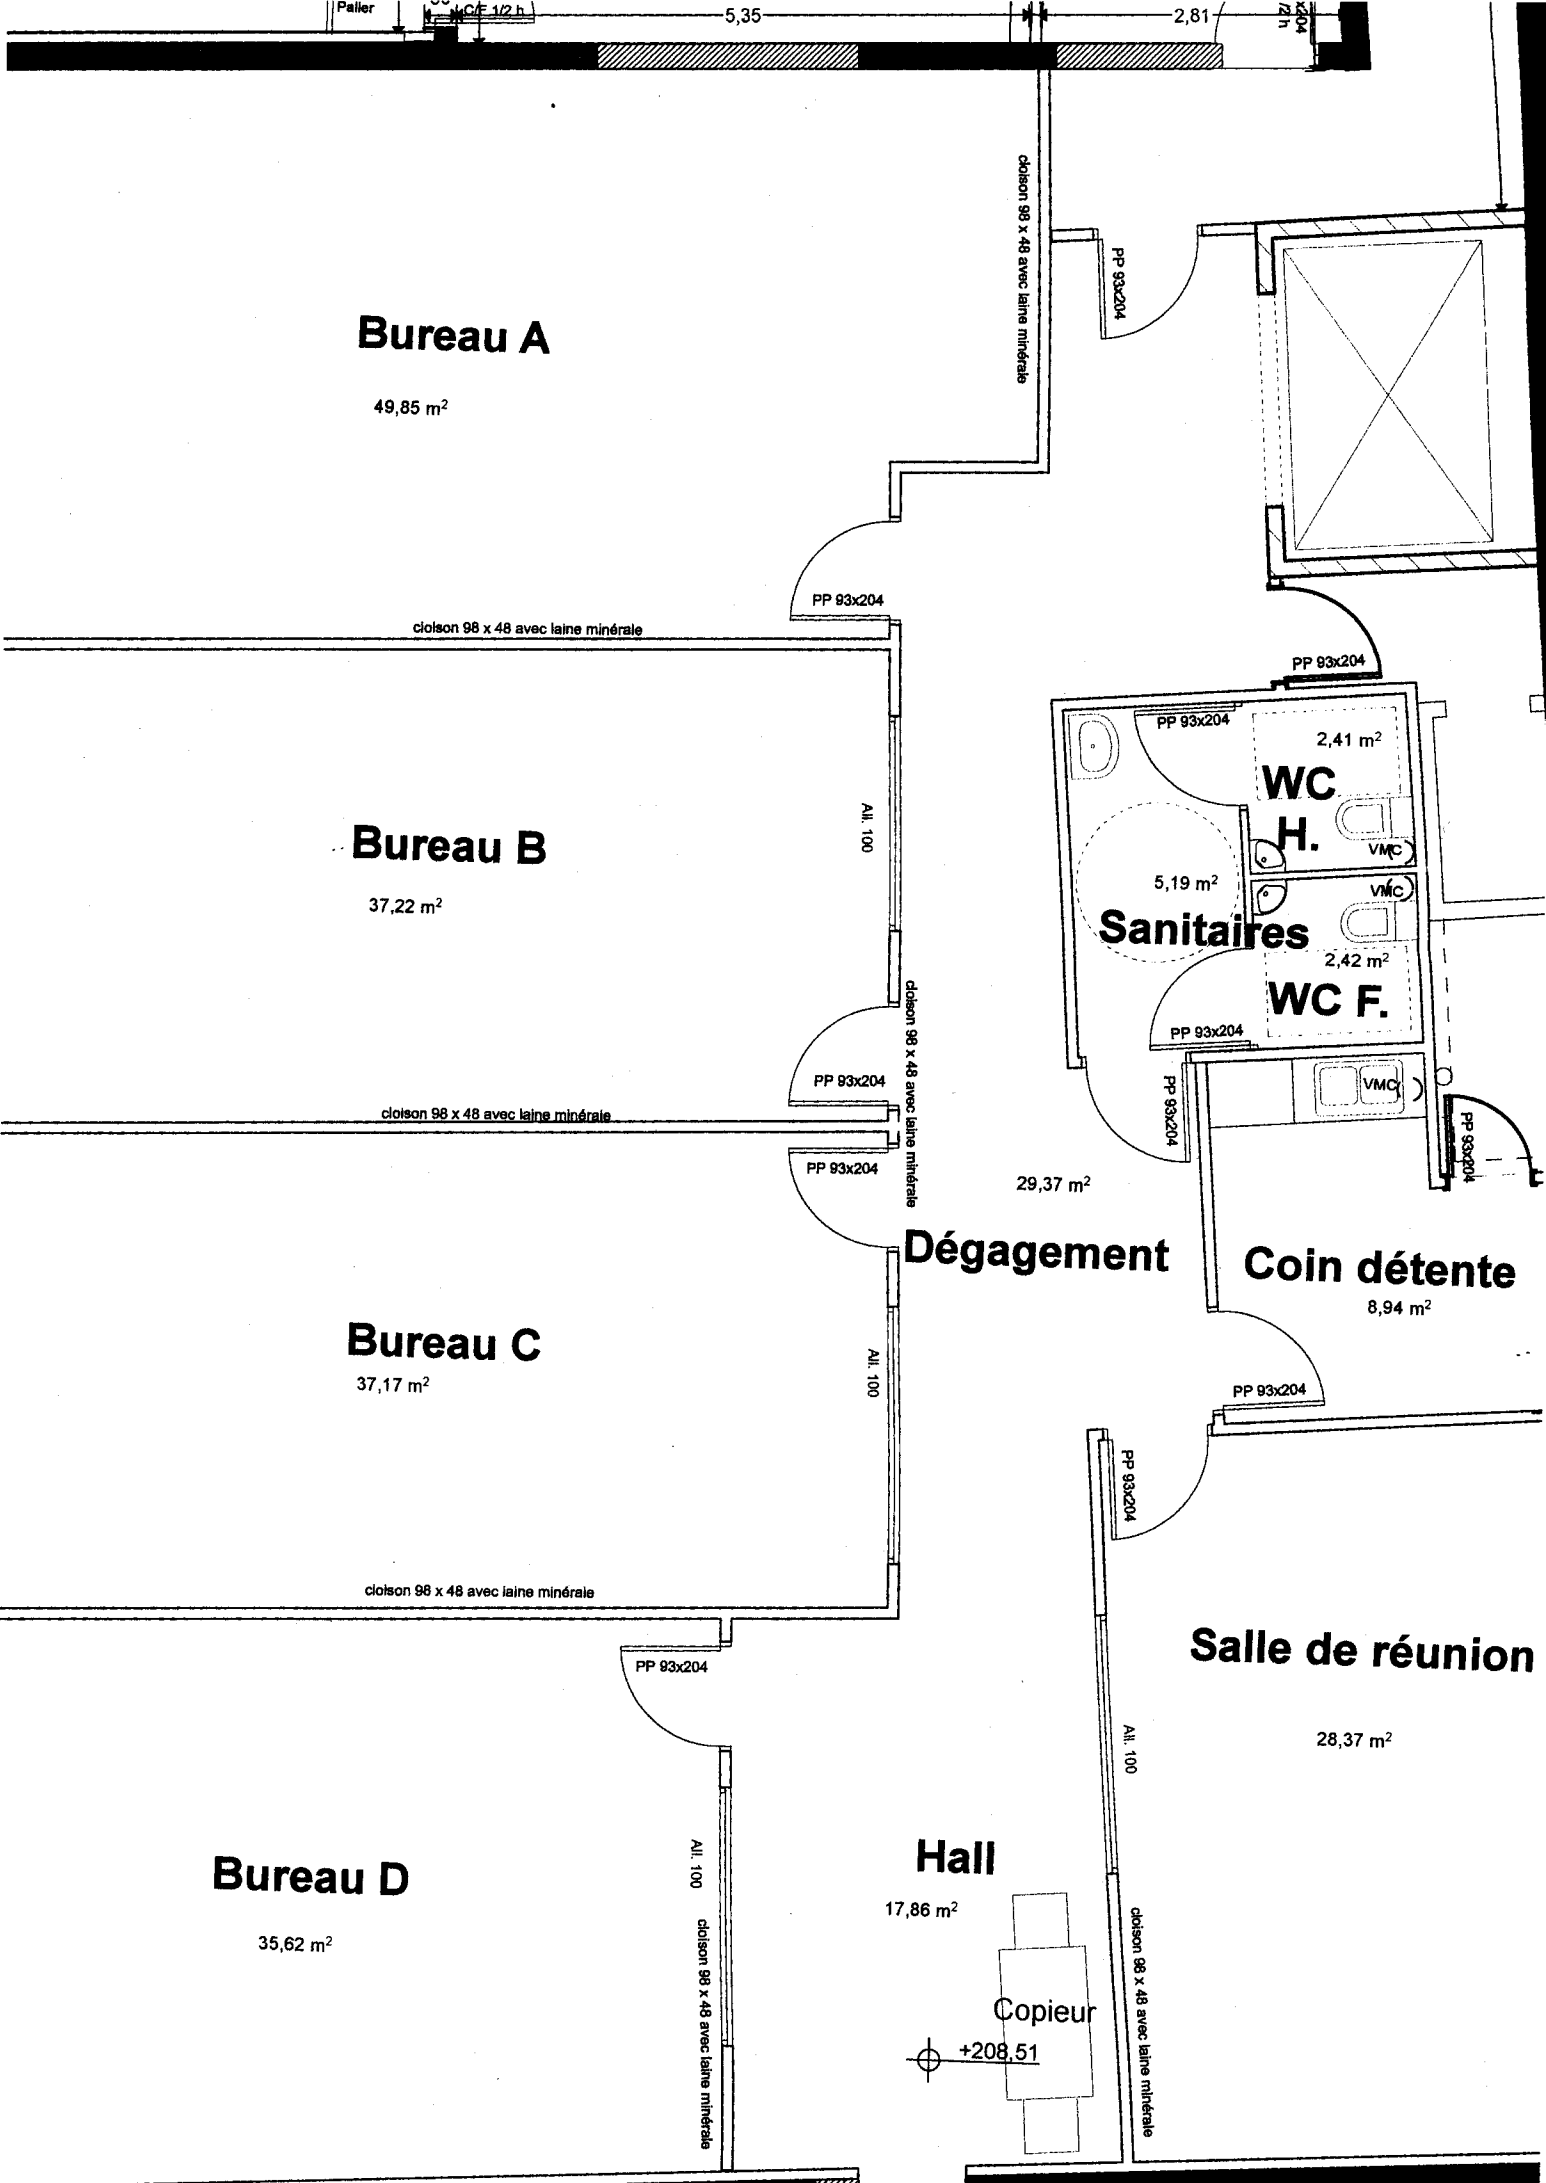 Palier
C/F 1/2 h
5,35
2,81
cloison 98 x 48 avec laine minérale
PP 93x204
Bureau A
49,85 m²
PP 93x204
cloison 98 x 48 avec laine minérale
PP 93x204
PP 93x204
2,41 m²
WC
H.
VMC
All. 100
Bureau B
37,22 m²
5,19 m²
VMC
Sanitaires
2,42 m²
WC F.
PP 93x204
cloison 98 x 48 avec laine minérale
PP 93x204
PP 93x204
VMC
cloison 98 x 48 avec laine minérale
PP 93x204
PP 93x204
29,37 m²
Dégagement
Coin détente
8,94 m²
Bureau C
37,17 m²
All. 100
PP 93x204
PP 93x204
cloison 98 x 48 avec laine minérale
PP 93x204
Salle de réunion
28,37 m²
All. 100
Bureau D
35,62 m²
All. 100
cloison 98 x 48 avec laine minérale
Hall
17,86 m²
Copieur
+208,51
cloison 98 x 48 avec laine minérale